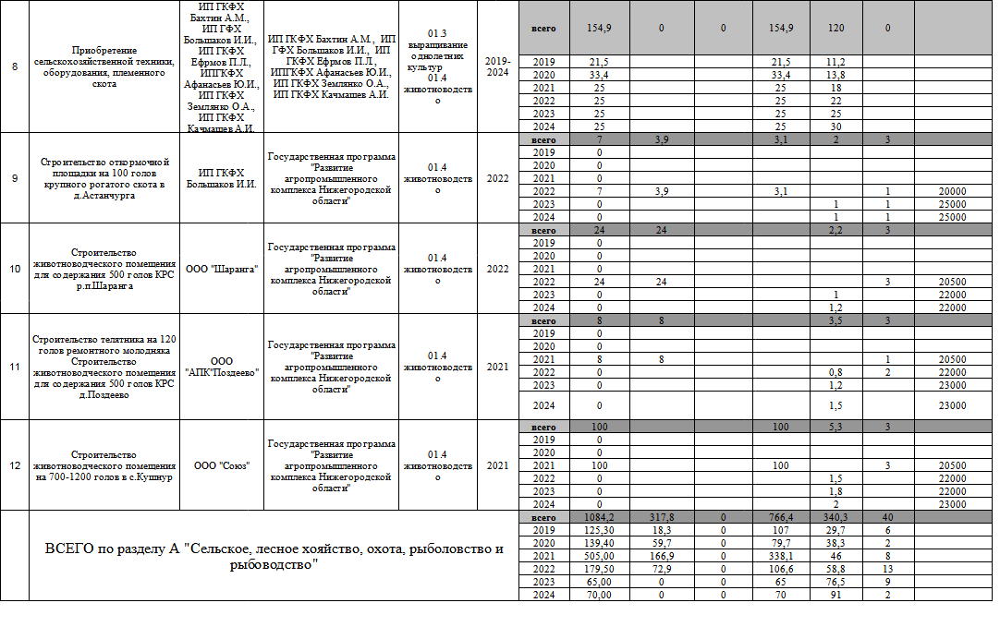 8
Приобретение
сельскохозяйственной техники,
оборудования, племенного
скота
ИП ГКФХ
Бахтин А.М.,
ИП ГФХ
Большаков И.И.,
ИП ГКФХ
Ефрмов П.Л.,
ИПГКФХ
Афанасьев Ю.И.,
ИП ГКФХ
Землянко О.А.,
ИП ГКФХ
Качмашев А.И.
ИП ГКФХ Бахтин А.М., ИП
ГФХ Большаков И.И., ИП
ГКФХ Ефрмов П.Л.,
ИПГКФХ Афанасьев Ю.И.,
ИП ГКФХ Землянко О.А.,
ИП ГКФХ Качмашев А.И.
01.3
выращивание
однолетних
культур
01.4
животноводств
о
2019-
2024
всего 154,9 0 0 154,9 120 0
2019 21,5 21,5 11,2
2020 33,4 33,4 13,8
2021 25 25 18
2022 25 25 22
2023 25 25 25
2024 25 25 30
9
Строительство откормочной
площадки на 100 голов
крупного рогатого скота в
д.Астанчурга
ИП ГКФХ
Большаков И.И.
Государственная программа
"Развитие
агропромышленного
комплекса Нижегородской
области"
01.4
животноводств
о
2022
всего 7 3,9 3,1 2 3
2019 0
2020 0
2021 0
2022 7 3,9 3,1 1 20000
2023 0 1 1 25000
2024 0 1 1 25000
10
Строительство
животноводческого помещения
для содержания 500 голов КРС
р.п.Шаранга
ООО "Шаранга"
Государственная программа
"Развитие
агропромышленного
комплекса Нижегородской
области"
01.4
животноводств
о
2022
всего 24 24 2,2 3
2019 0
2020 0
2021 0
2022 24 24 3 20500
2023 0 1 22000
2024 0 1,2 22000
11
Строительство телятника на 120
голов ремонтного молодняка
Строительство
животноводческого помещения
для содержания 500 голов КРС
д.Поздеево
ООО
"АПК"Поздеево"
Государственная программа
"Развитие
агропромышленного
комплекса Нижегородской
области"
01.4
животноводств
о
2021
всего 8 8 3,5 3
2019 0
2020 0
2021 8 8 1 20500
2022 0 0,8 2 22000
2023 0 1,2 23000
2024 0 1,5 23000
12
Строительство
животноводческого помещения
на 700-1200 голов в с.Кушнур
ООО "Союз"
Государственная программа
"Развитие
агропромышленного
комплекса Нижегородской
области"
01.4
животноводств
о
2021
всего 100 100 5,3 3
2019 0
2020 0
2021 100 100 3 20500
2022 0 1,5 22000
2023 0 1,8 22000
2024 0 2 23000
ВСЕГО по разделу А "Сельское, лесное хояйство, охота, рыболовство и
рыбоводство"
всего 1084,2 317,8 0 766,4 340,3 40
2019 125,30 18,3 0 107 29,7 6
2020 139,40 59,7 0 79,7 38,3 2
2021 505,00 166,9 0 338,1 46 8
2022 179,50 72,9 0 106,6 58,8 13
2023 65,00 0 0 65 76,5 9
2024 70,00 0 0 70 91 2